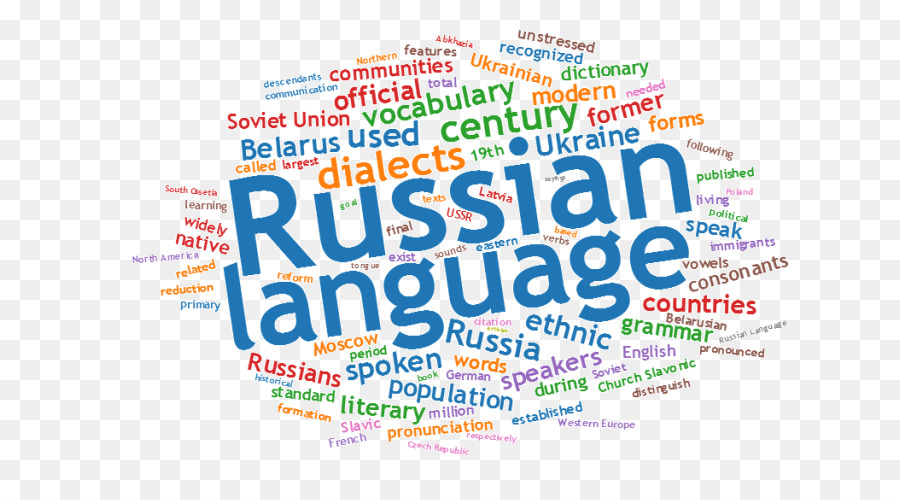 Abkhazia
unstressed
Northern
features
recognized
descendants
communities
total
Ukrainian
dictionary
communication
official
vocabulary
modern
needed
Soviet Union
century
former
Belarus
used
Ukraine
forms
called
largest
dialects
19th
following
Russian
sayings
published
South Ossetia
learning
goal
texts
Latvia
Poland
living
widely
final
USSR
based
political
native
speak
North America
tongue
exist
sounds
eastern
verbs
immigrants
related
reform
language
vowels
consonants
reduction
primary
countries
citation
ethnic
Belarusian
grammar
Russian Language
Moscow
period
Russia
pronounced
Russians
spoken
words
speakers
English
historical
book
German
Soviet
Church Slavonic
standard
population
during
distinguish
formation
literary
million
established
Slavic
pronunciation
Western Europe
French
respectively
Czech Republic